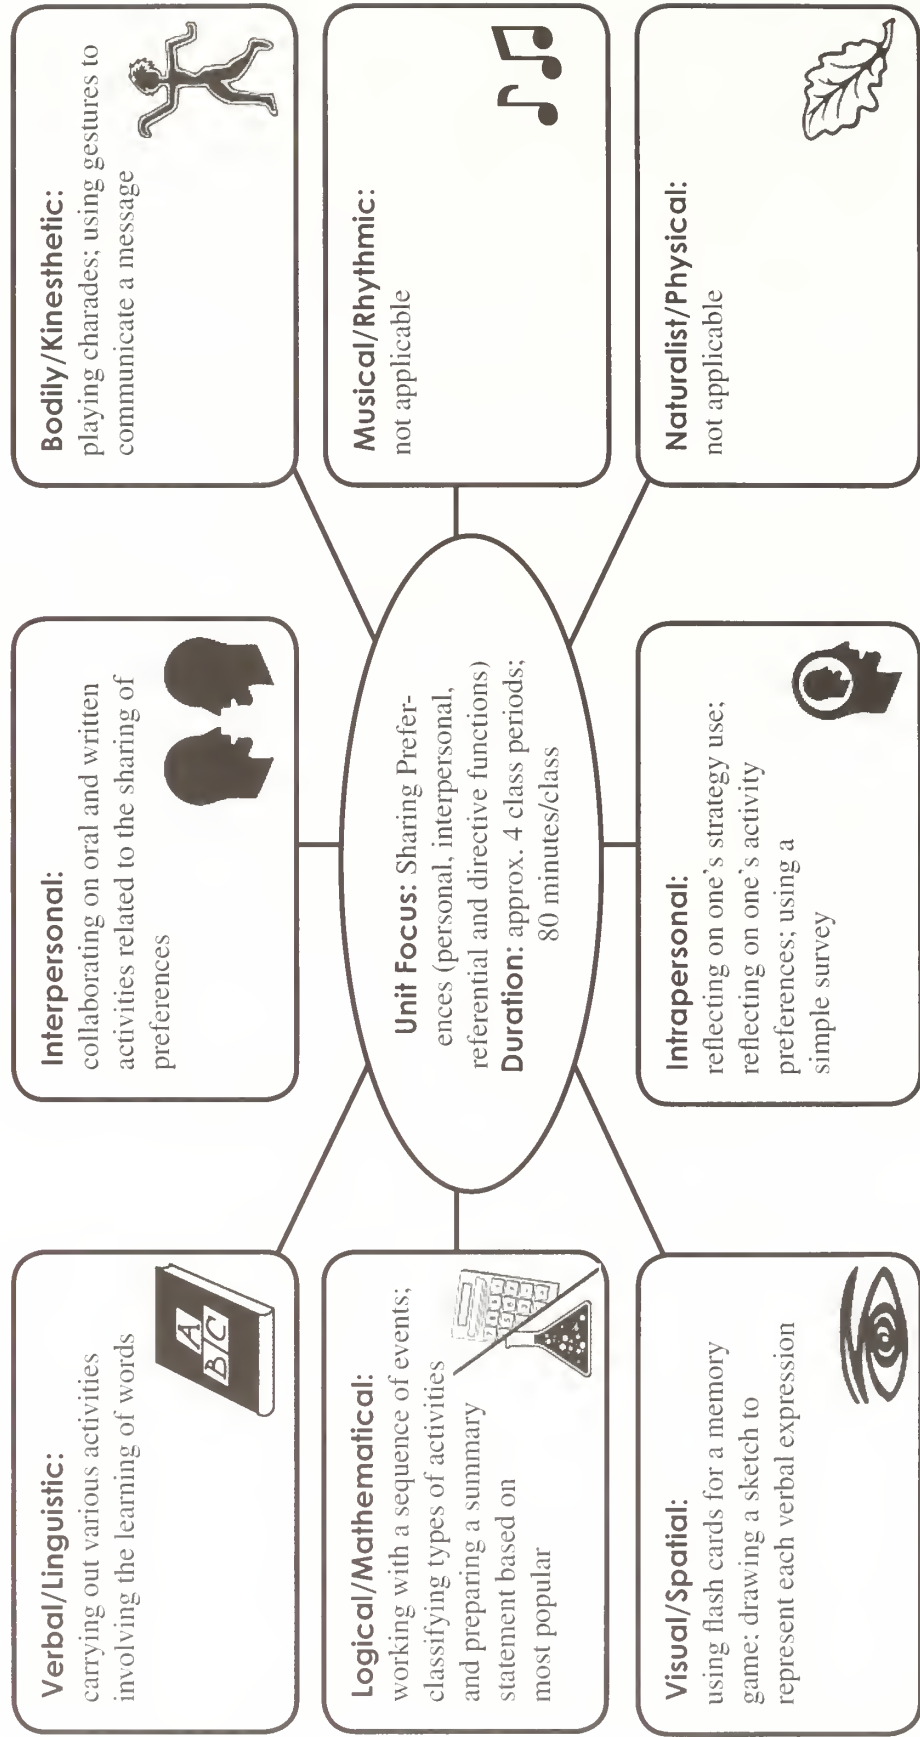 Verbal/Linguistic:
carrying out various activities
involving the learning of words
A
B C
Interpersonal:
collaborating on oral and written
activities related to the sharing of
preferences
Bodily/Kinesthetic:
playing charades; using gestures to
communicate a message
Logical/Mathematical:
working with a sequence of events;
classifying types of activities
and preparing a summary
statement based on
most popular
Unit Focus: Sharing Prefer-
ences (personal, interpersonal,
referential and directive functions)
Duration: approx. 4 class periods;
80 minutes/class
Musical/Rhythmic:
not applicable
Visual/Spatial:
using flash cards for a memory
game; drawing a sketch to
represent each verbal expression
Intrapersonal:
reflecting on one's strategy use;
reflecting on one's activity
preferences; using a
simple survey
Naturalist/Physical:
not applicable